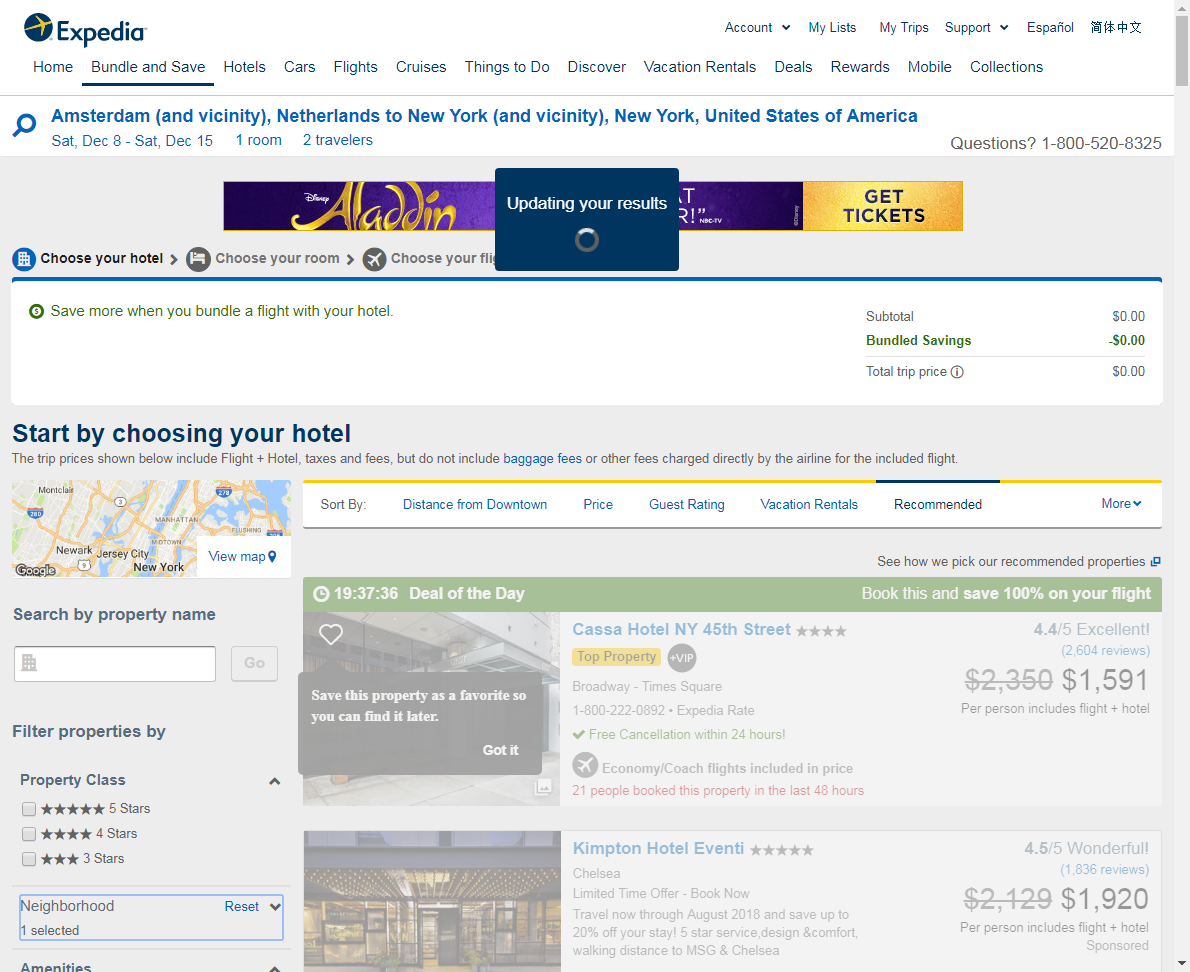 Expedia
Account My Lists My Trips Support Español 简体中文
Home Bundle and Save Hotels Cars Flights Cruises Things to Do Discover Vacation Rentals Deals Rewards Mobile Collections
Amsterdam (and vicinity), Netherlands to New York (and vicinity), New York, United States of America
Sat, Dec 8 - Sat, Dec 15 1 room 2 travelers
Questions? 1-800-520-8325
Disney
Aladdin
NBC-TV
©Disney
GET
TICKETS
Updating your results
Choose your hotel Choose your room Choose your flig
Save more when you bundle a flight with your hotel.
Subtotal $0.00
Bundled Savings -$0.00
Total trip price $0.00
Start by choosing your hotel
The trip prices shown below include Flight + Hotel, taxes and fees, but do not include baggage fees or other fees charged directly by the airline for the included flight.
Montclair
3
278
280
MANHATTAN
FLUSHING
MIDTOWN
Newark Jersey City
9
New York
Google
View map
Sort By: Distance from Downtown Price Guest Rating Vacation Rentals Recommended More
See how we pick our recommended properties
Search by property name
Go
Filter properties by
Property Class
5 Stars
4 Stars
3 Stars
Neighborhood Reset
1 selected
Amenities
19:37:36 Deal of the Day Book this and save 100% on your flight
Save this property as a favorite so
you can find it later.
Got it
Cassa Hotel NY 45th Street
Top Property +VIP
Broadway - Times Square
1-800-222-0892 • Expedia Rate
Free Cancellation within 24 hours!
Economy/Coach flights included in price
21 people booked this property in the last 48 hours
4.4/5 Excellent!
(2,604 reviews)
$2,350 $1,591
Per person includes flight + hotel
Kimpton Hotel Eventi
Chelsea
Limited Time Offer - Book Now
Travel now through August 2018 and save up to
20% off your stay! 5 star service,design &comfort,
walking distance to MSG & Chelsea
4.5/5 Wonderful!
(1,836 reviews)
$2,129 $1,920
Per person includes flight + hotel
Sponsored